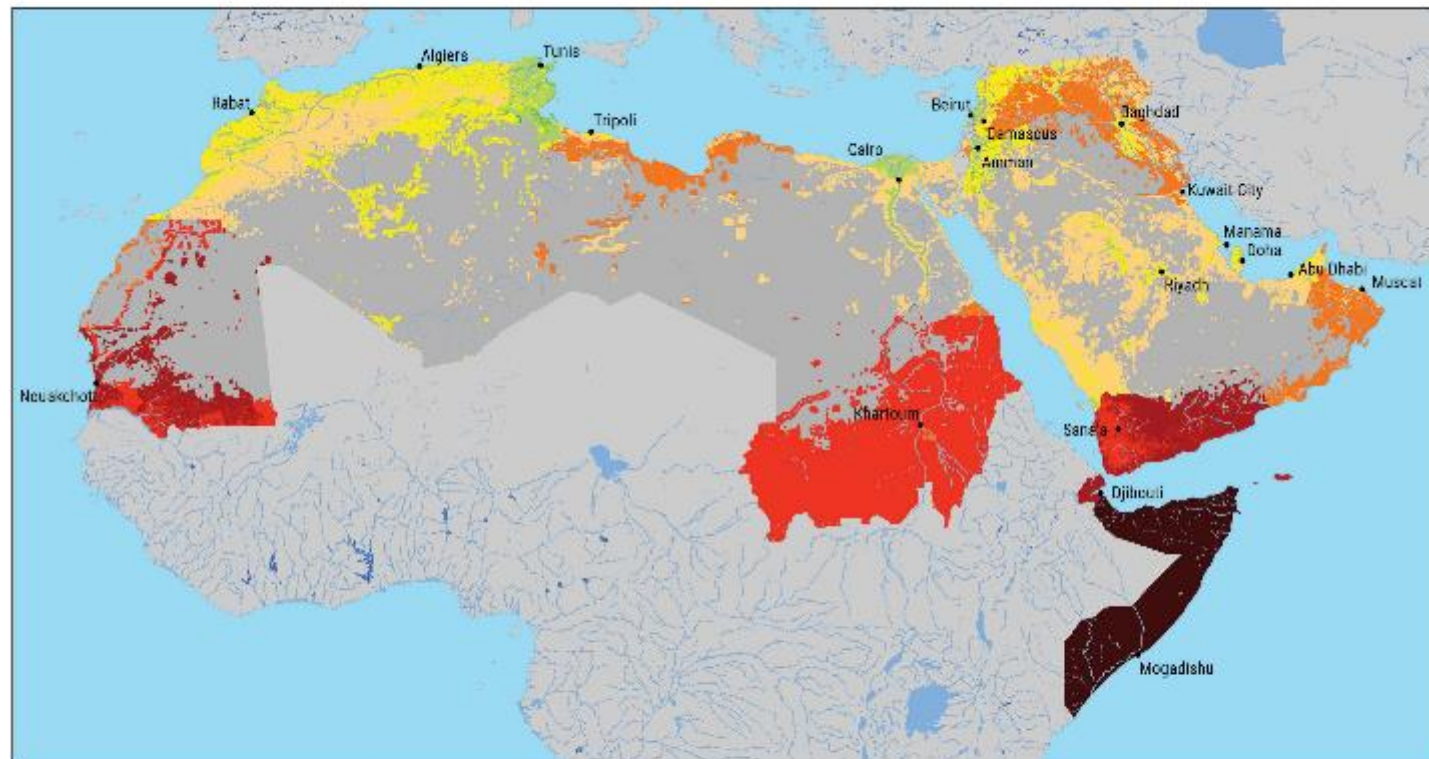 Algiers
Tunis
Rabat
Tripoli
Beirut
Baghdad
Damascus
Cairo
Amman
Kuwait City
Manama
Doha
Abu Dhabi
Riyadh
Muscat
Nouakchott
Khartoum
Sana'a
Djibouti
Mogadishu